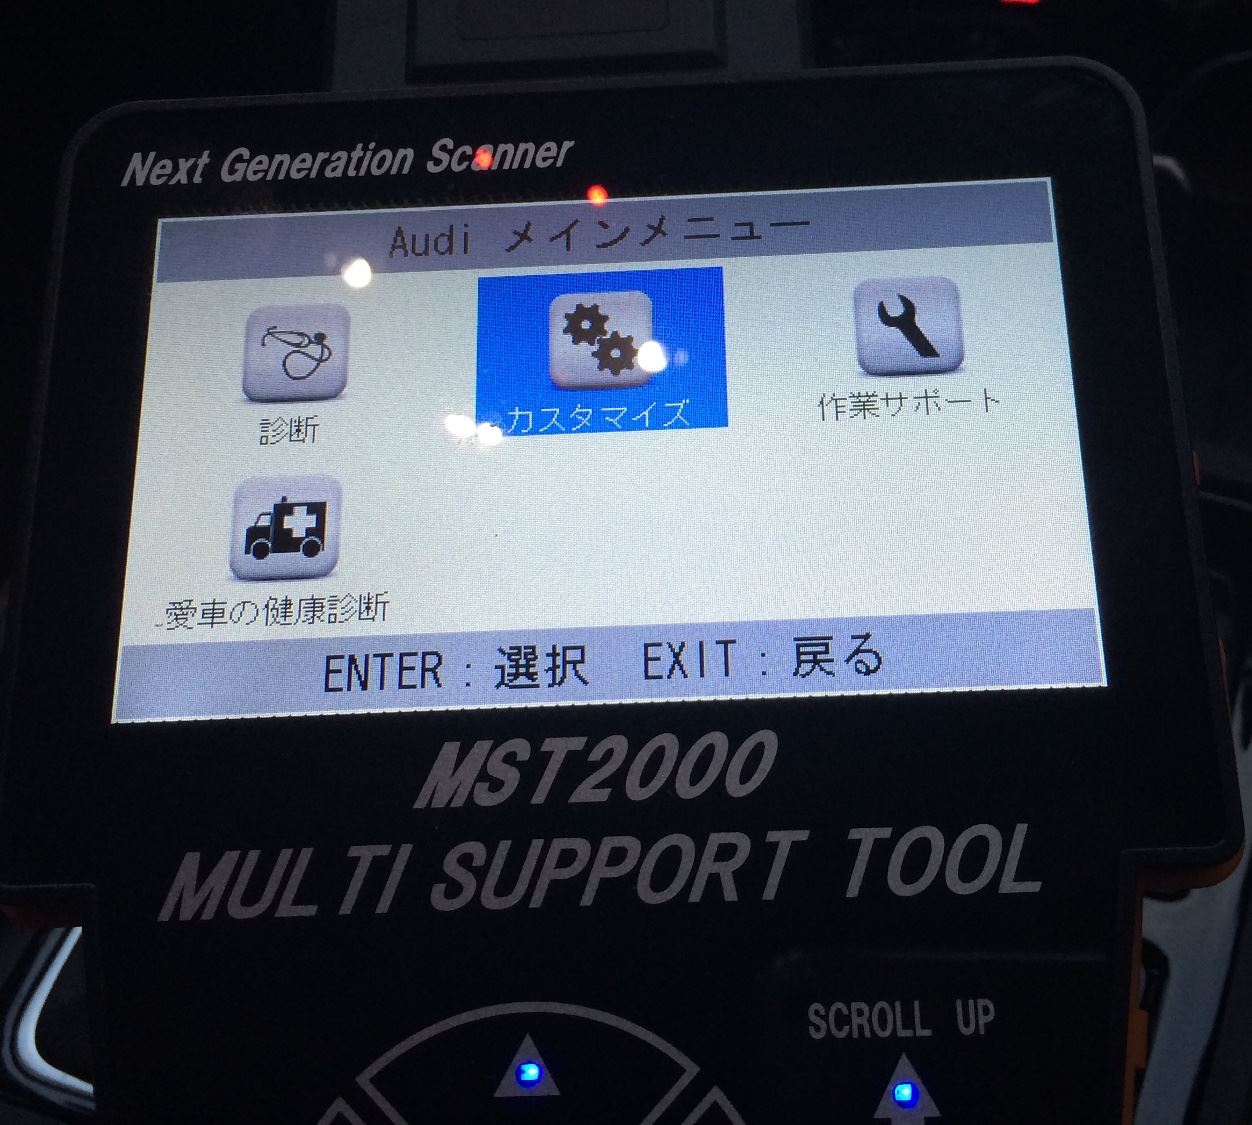 Next Generation Scanner
Audi メインメニュー
診断
カスタマイズ
作業サポート
愛車の健康診断
ENTER : 選択 EXIT : 戻る
MST2000
MULTI SUPPORT TOOL
SCROLL UP